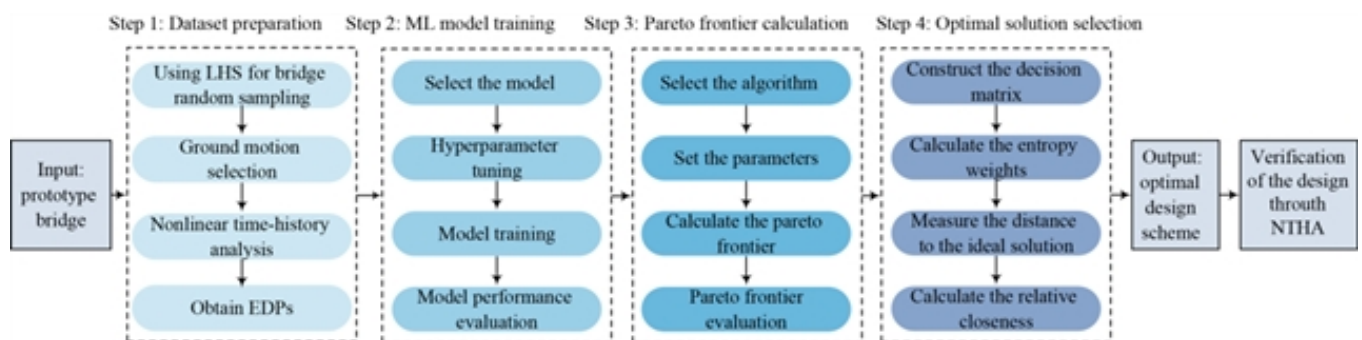 Step 1: Dataset preparation
Step 2: ML model training
Step 3: Pareto frontier calculation
Step 4: Optimal solution selection
Input:
prototype
bridge
Using LHS for bridge
random sampling
Ground motion
selection
Nonlinear time-history
analysis
Obtain EDPs
Select the model
Hyperparameter
tuning
Model training
Model performance
evaluation
Select the algorithm
Set the parameters
Calculate the pareto
frontier
Pareto frontier
evaluation
Construct the decision
matrix
Calculate the entropy
weights
Measure the distance
to the ideal solution
Calculate the relative
closeness
Output:
optimal
design
scheme
Verification
of the design
throuth
NTHA